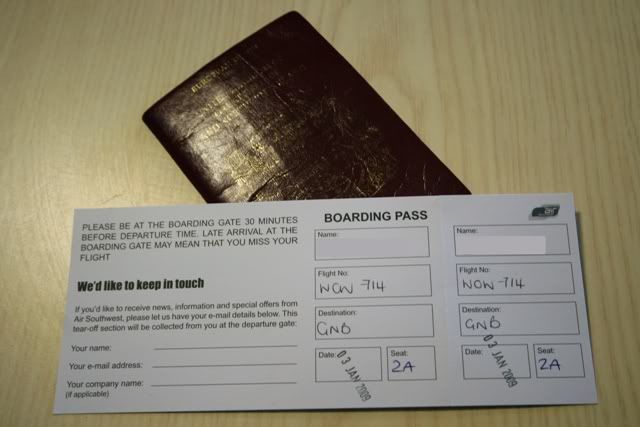 EUROPEAN
PLEASE BE AT THE BOARDING GATE 30 MINUTES
BEFORE DEPARTURE TIME. LATE ARRIVAL AT THE
BOARDING GATE MAY MEAN THAT YOU MISS YOUR
FLIGHT
We'd like to keep in touch
If you'd like to receive news, information and special offers from
Air Southwest, please let us have your e-mail details below. This
tear-off section will be collected from you at the departure gate:
Your name:
Your e-mail address:
Your company name:
(if applicable)
BOARDING PASS
Name:
Flight No:
WOW 714
Destination:
GNB
Date:
03 JAN 2009
Seat:
2A
air
Name:
Flight No:
WOW 714
Destination:
GNB
Date:
03 JAN 2009
Seat:
2A